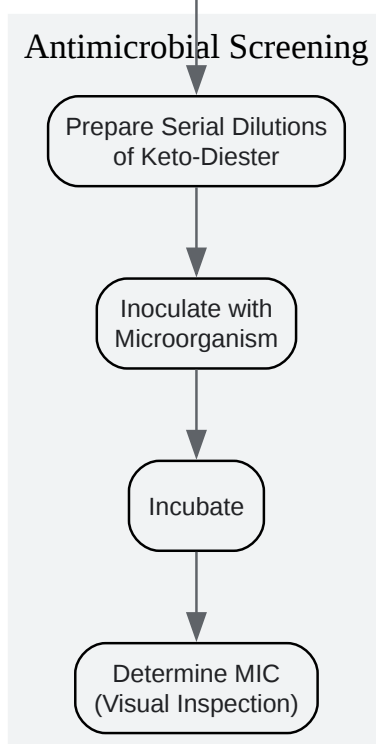 Antimicrobial Screening
Prepare Serial Dilutions
of Keto-Diester
Inoculate with
Microorganism
Incubate
Determine MIC
(Visual Inspection)